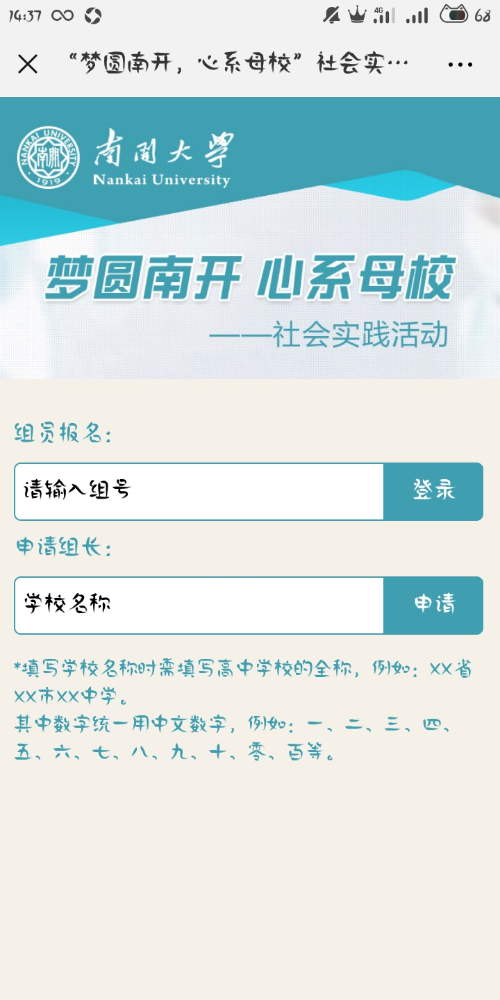 14:37 4G 68
“梦圆南开，心系母校”社会实…
NANKAI UNIVERSITY
南開
1919
南開大學
Nankai University
梦圆南开 心系母校
——社会实践活动
组员报名：
请输入组号 登录
申请组长：
学校名称 申请
*填写学校名称时需填写高中学校的全称，例如：XX省
XX市XX中学。
其中数字统一用中文数字，例如：一、二、三、四、
五、六、七、八、九、十、零、百等。